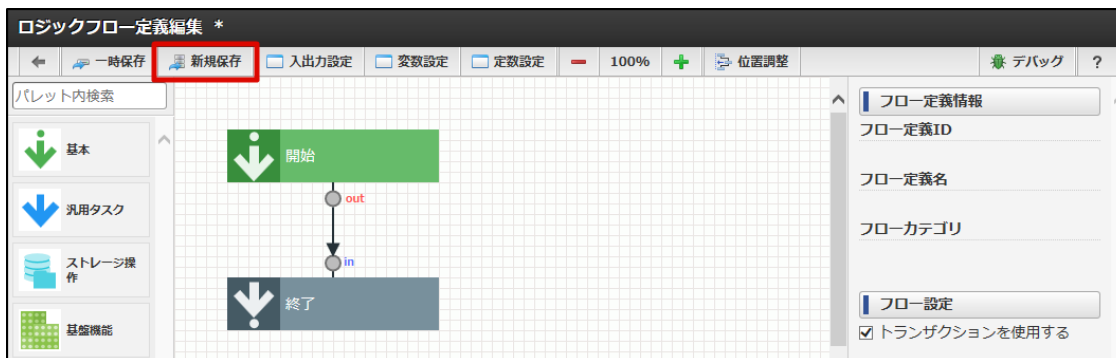 ロジックフロー定義編集 *
一時保存 新規保存 入出力設定 変数設定 定数設定 100% 位置調整 デバッグ ?
パレット内検索
基本
汎用タスク
ストレージ操
作
基盤機能
開始
out
in
終了
フロー定義情報
フロー定義ID
フロー定義名
フローカテゴリ
フロー設定
トランザクションを使用する